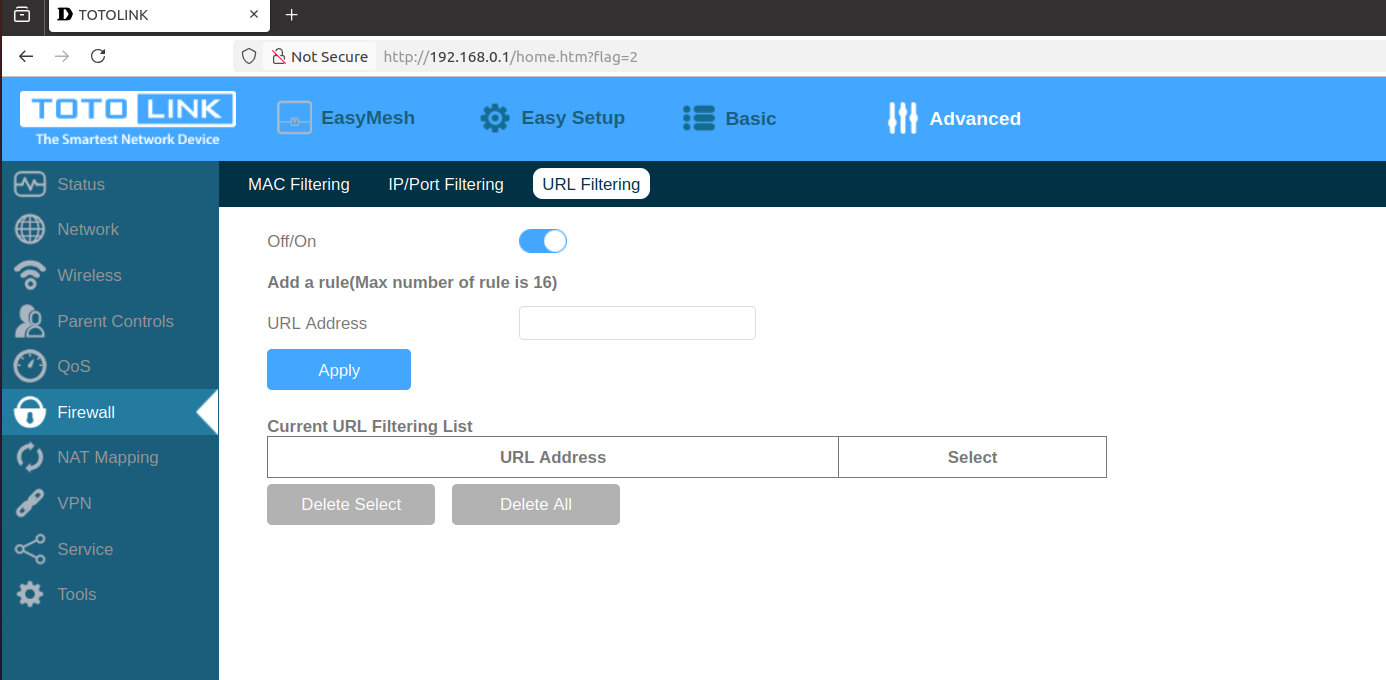 TOTOLINK
Not Secure http://192.168.0.1/home.htm?flag=2
TOTO LINK
The Smartest Network Device
EasyMesh
Easy Setup
Basic
Advanced
Status
Network
Wireless
Parent Controls
QoS
Firewall
NAT Mapping
VPN
Service
Tools
MAC Filtering
IP/Port Filtering
URL Filtering
Off/On
Add a rule(Max number of rule is 16)
URL Address
Apply
Current URL Filtering List
URL Address Select
Delete Select Delete All